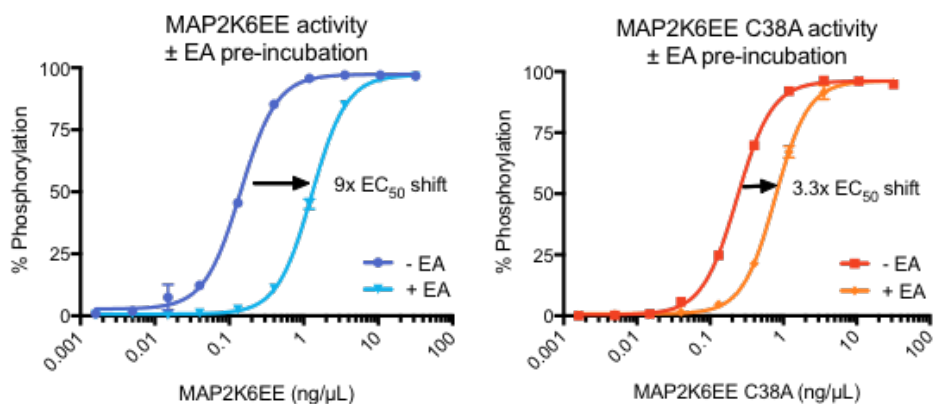 MAP2K6EE activity
± EA pre-incubation
100
75
50
25
0
% Phosphorylation
9x EC50 shift
- EA
+ EA
0.001
0.01
0.1
1
10
100
MAP2K6EE (ng/µL)
MAP2K6EE C38A activity
± EA pre-incubation
100
75
50
25
0
% Phosphorylation
3.3x EC50 shift
- EA
+ EA
0.001
0.01
0.1
1
10
100
MAP2K6EE C38A (ng/µL)